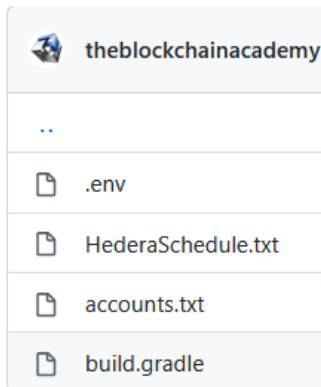 theblockchainacademy
..
.env
HederaSchedule.txt
accounts.txt
build.gradle